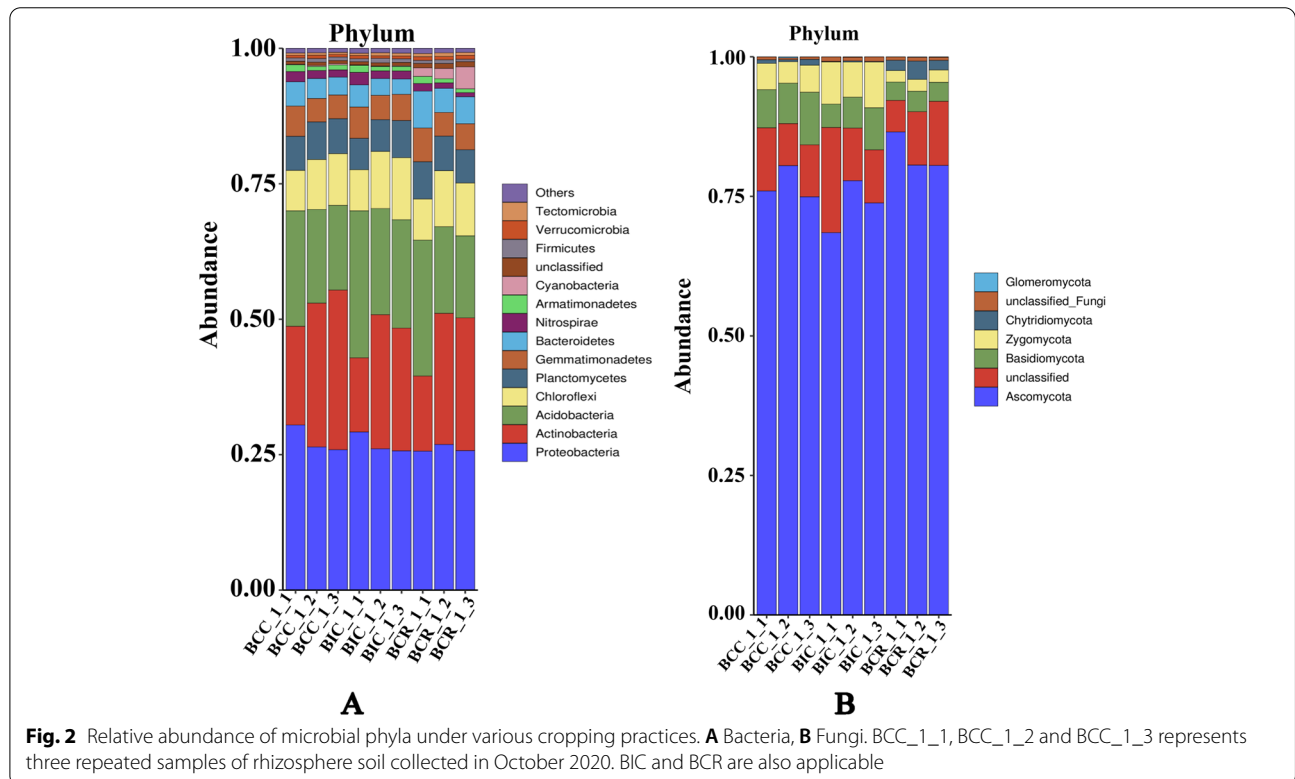 Phylum
1.00
0.75
0.50
0.25
0.00
Abundance
BCC_1_1
BCC_1_2
BCC_1_3
BIC_1_1
BIC_1_2
BIC_1_3
BCR_1_1
BCR_1_2
BCR_1_3
Others
Tectomicrobia
Verrucomicrobia
Firmicutes
unclassified
Cyanobacteria
Armatimonadetes
Nitrospirae
Bacteroidetes
Gemmatimonadetes
Planctomycetes
Chloroflexi
Acidobacteria
Actinobacteria
Proteobacteria
A
Phylum
1.00
0.75
0.50
0.25
0.00
Abundance
BCC_1_1
BCC_1_2
BCC_1_3
BIC_1_1
BIC_1_2
BIC_1_3
BCR_1_1
BCR_1_2
BCR_1_3
Glomeromycota
unclassified_Fungi
Chytridiomycota
Zygomycota
Basidiomycota
unclassified
Ascomycota
B
Fig. 2 Relative abundance of microbial phyla under various cropping practices. A Bacteria, B Fungi. BCC_1_1, BCC_1_2 and BCC_1_3 represents
three repeated samples of rhizosphere soil collected in October 2020. BIC and BCR are also applicable